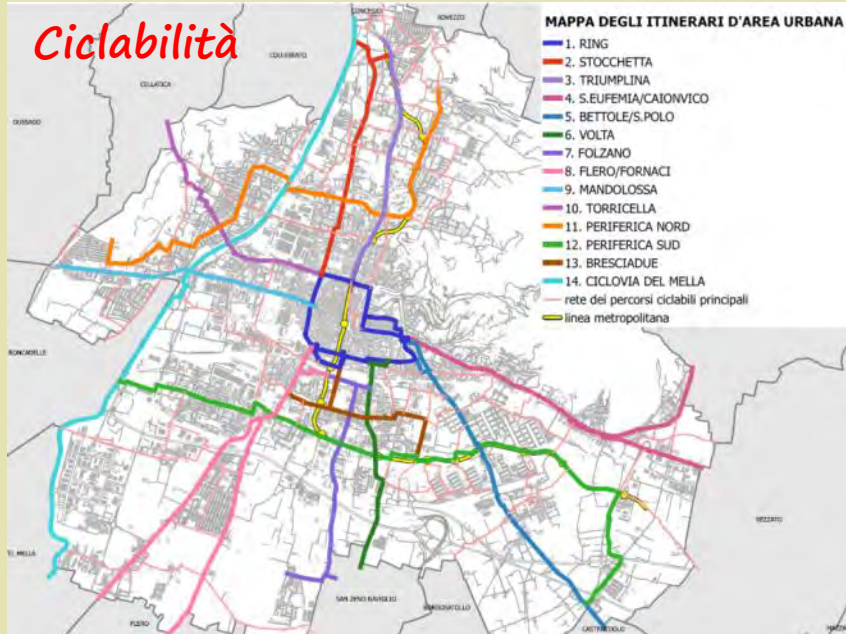 Ciclabilità
CONCESIO
BOVEZZO
COLLEBEATO
CELLATICA
GUSSAGO
MAPPA DEGLI ITINERARI D'AREA URBANA
1. RING
2. STOCCHETTA
3. TRIUMPLINA
4. S.EUFEMIA/CAIONVICO
5. BETTOLE/S.POLO
6. VOLTA
7. FOLZANO
8. FLERO/FORNACI
9. MANDOLOSSA
10. TORRICELLA
11. PERIFERICA NORD
12. PERIFERICA SUD
13. BRESCIADUE
14. CICLOVIA DEL MELLA
rete dei percorsi ciclabili principali
linea metropolitana
RONCADELLE
REZZATO
EL MELLA
SAN ZENO NAVIGLIO
BORGOSATOLLO
FLERO
CASTENEDOLO
MAZZA